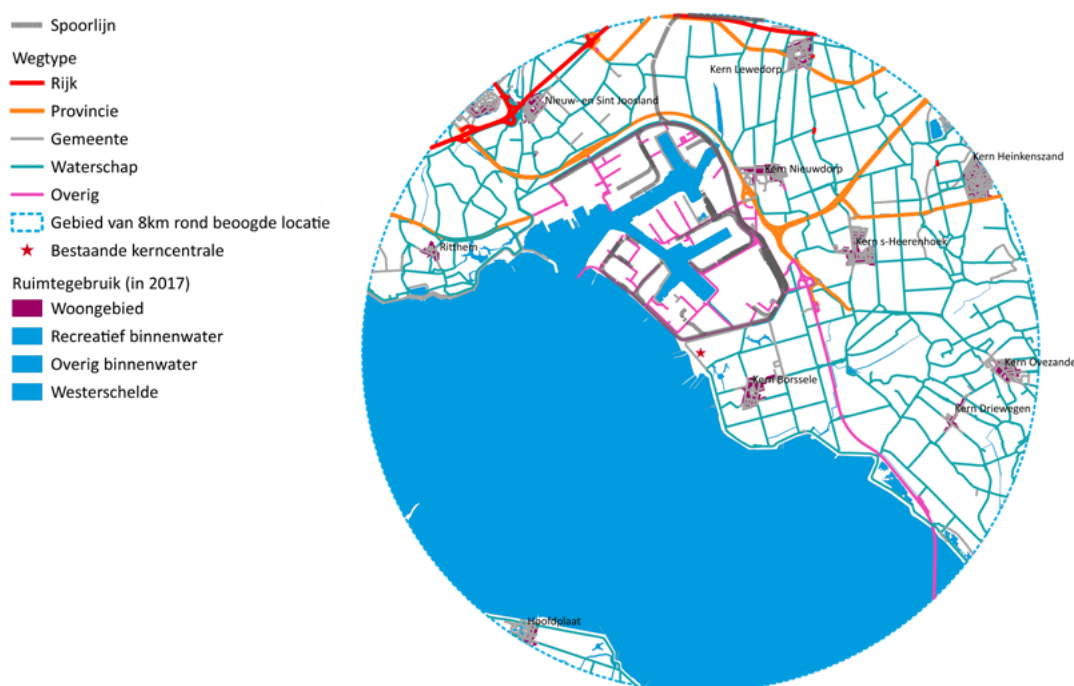 Spoorlijn
Wegtype
Rijk
Provincie
Gemeente
Waterschap
Overig
Gebied van 8km rond beoogde locatie
Bestaande kerncentrale
Ruimtegebruik (in 2017)
Woongebied
Recreatief binnenwater
Overig binnenwater
Westerschelde
Kern Lewedorp
Nieuw- en Sint Joosland
Kern Heinkenszand
Kern Nieuwdorp
Kern s-Heerenhoek
Ritthem
Kern Ovezande
Kern Borssele
Kern Driewegen
Hoofdplaat